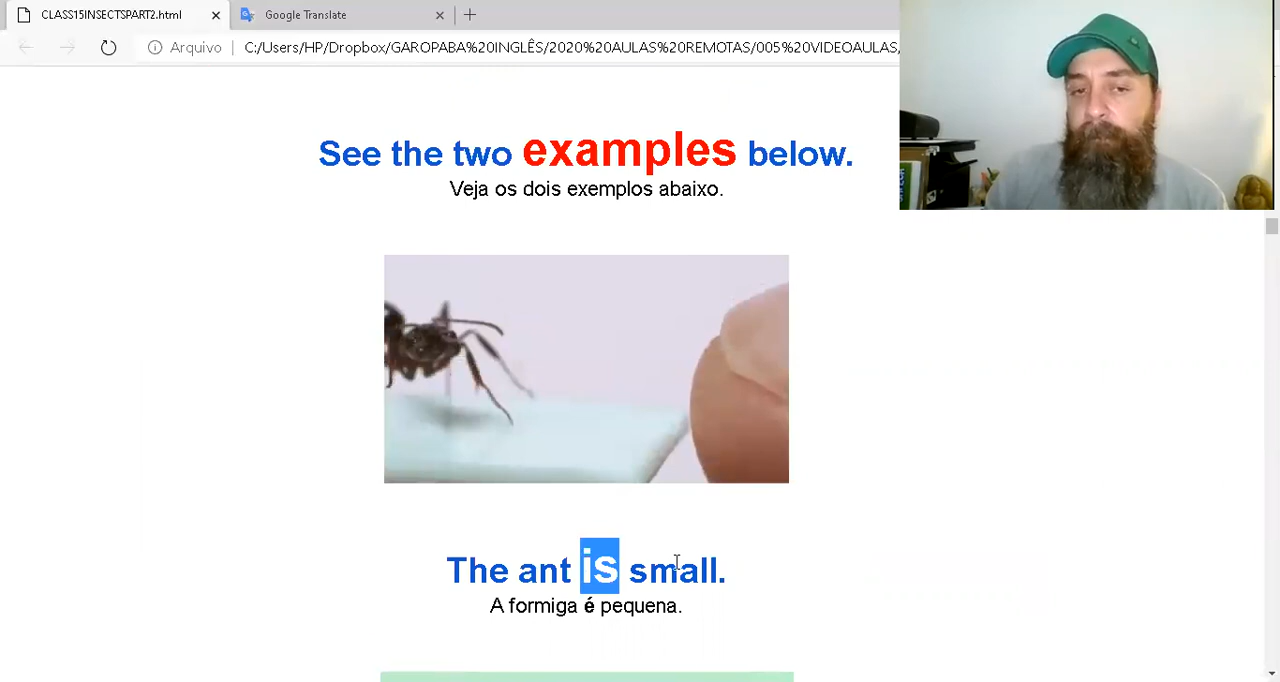 CLASS15INSECTSPART2.html
Google Translate
Arquivo
C:/Users/HP/Dropbox/GAROPABA%20INGLÊS/2020%20AULAS%20REMOTAS/005%20VIDEOAULAS,
See the two examples below.
Veja os dois exemplos abaixo.
The ant is small.
A formiga é pequena.